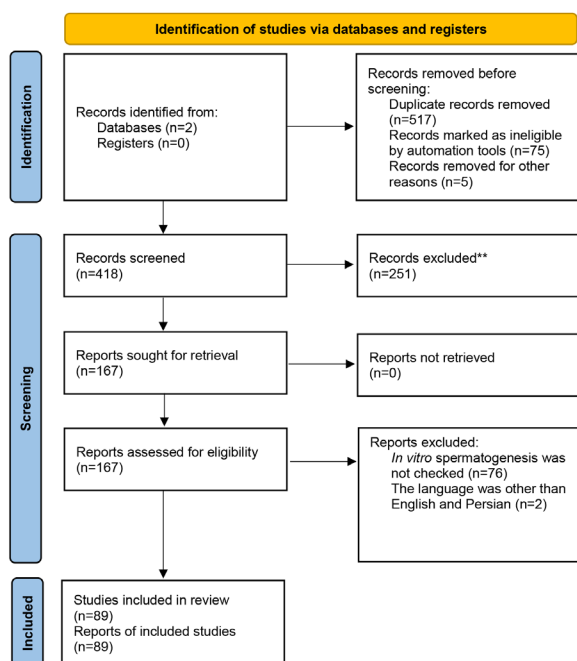 Identification of studies via databases and registers
Identification
Records identified from:
Databases (n=2)
Registers (n=0)
Records removed before
screening:
Duplicate records removed
(n=517)
Records marked as ineligible
by automation tools (n=75)
Records removed for other
reasons (n=5)
Screening
Records screened
(n=418)
Records excluded**
(n=251)
Reports sought for retrieval
(n=167)
Reports not retrieved
(n=0)
Reports assessed for eligibility
(n=167)
Reports excluded:
In vitro spermatogenesis was
not checked (n=76)
The language was other than
English and Persian (n=2)
Included
Studies included in review
(n=89)
Reports of included studies
(n=89)